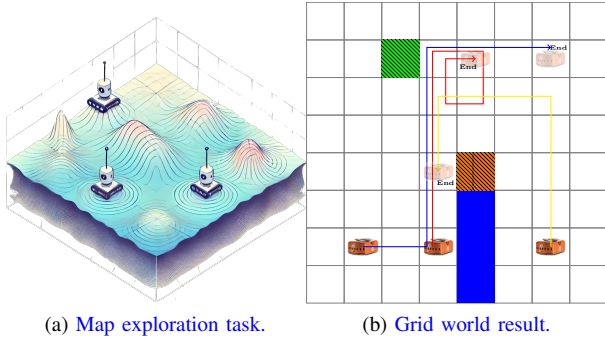 End
End
End
(a) Map exploration task.
(b) Grid world result.